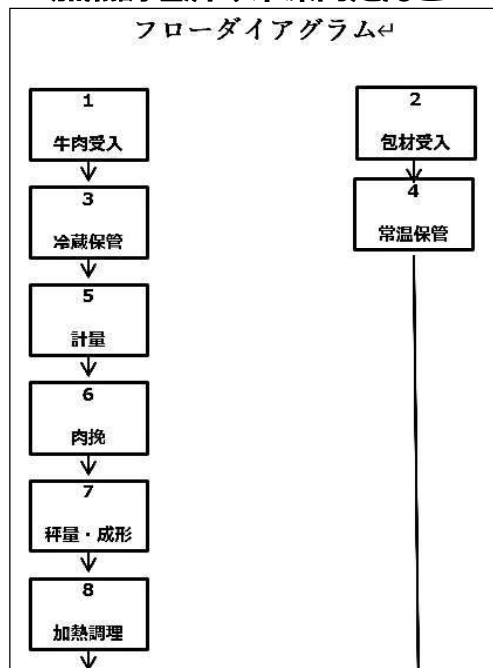 フローダイアグラム↵
1
牛肉受入
2
包材受入
3
冷蔵保管
4
常温保管
5
計量
6
肉挽
7
秤量・成形
8
加熱調理